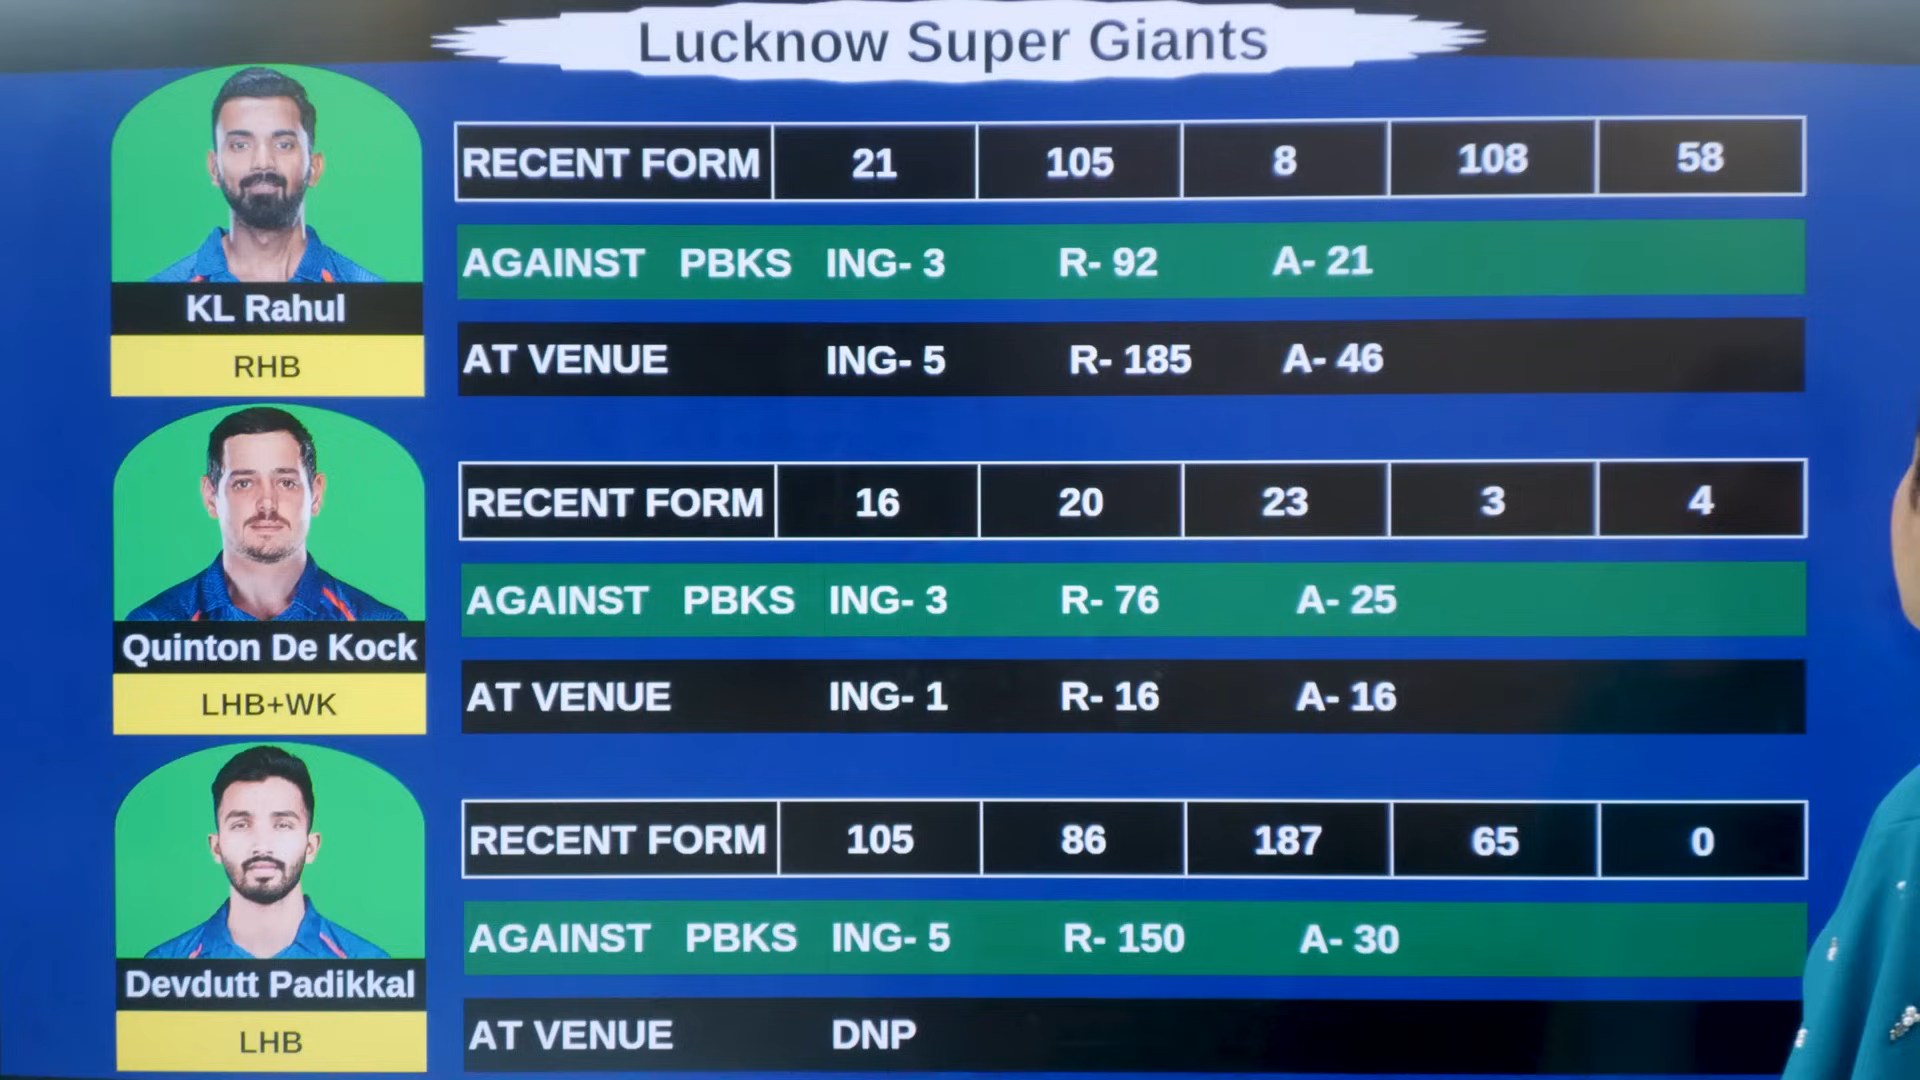 Lucknow Super Giants
RECENT FORM 21 105 8 108 58
AGAINST PBKS ING- 3 R- 92 A- 21
AT VENUE ING- 5 R- 185 A- 46
KL Rahul
RHB
RECENT FORM 16 20 23 3 4
AGAINST PBKS ING- 3 R- 76 A- 25
AT VENUE ING- 1 R- 16 A- 16
Quinton De Kock
LHB+WK
RECENT FORM 105 86 187 65 0
AGAINST PBKS ING- 5 R- 150 A- 30
AT VENUE DNP
Devdutt Padikkal
LHB